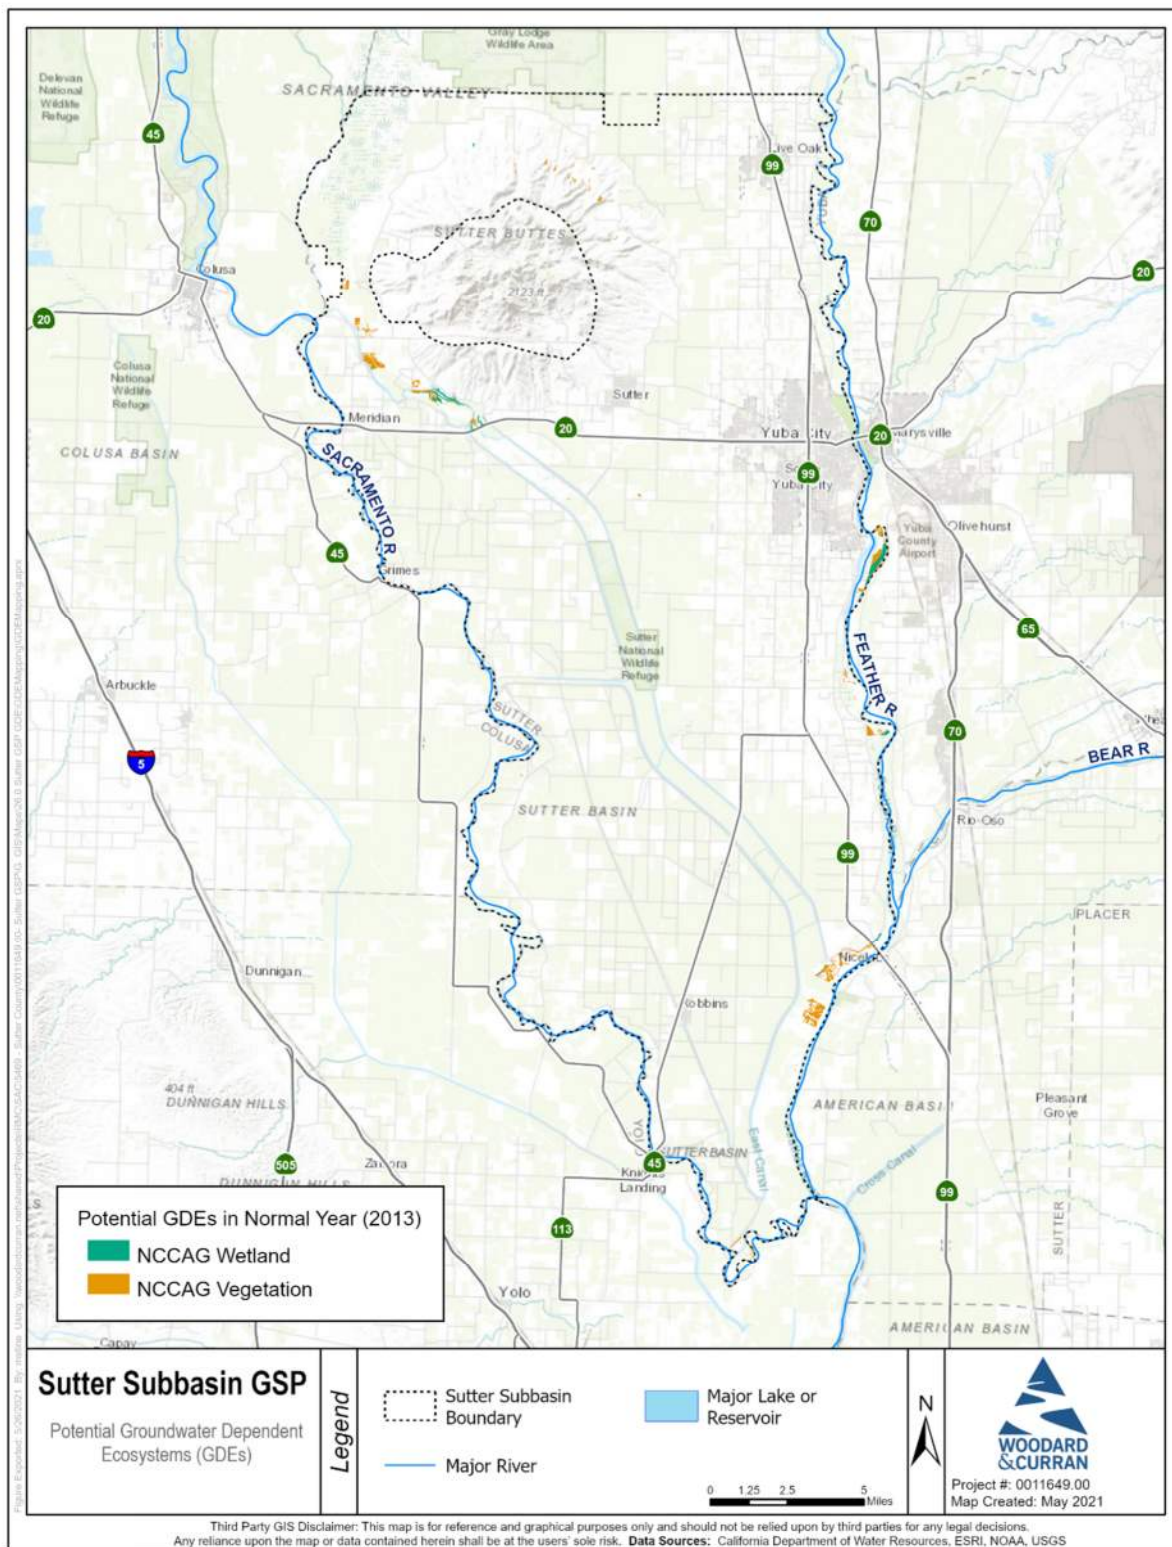 Gray Lodge
Wildlife Area
Delevan
National
Wildlife
Refuge
SACRAMENTO VALLEY
45
Live Oak
99
70
SUTTER BUTTES
Colusa
20
2123 ft
20
Colusa
National
Wildlife
Refuge
Sutter
Meridian
20
Yuba City
20
Marysville
COLUSA BASIN
SACRAMENTO R
99
Yuba City
Olivehurst
Yuba
County
Airport
45
Grimes
65
Sutter
National
Wildlife
Refuge
FEATHER R
Arbuckle
SUTTER
COLUSA
70
5
BEAR R
SUTTER BASIN
Rio Oso
99
PLACER
Nicolaus
Dunnigan
Robbins
404 ft
DUNNIGAN HILLS
AMERICAN BASIN
Pleasant
Grove
YOLO
SUTTER BASIN
East Canal
Cross Canal
505
Zamora
45
Knights
Landing
99
DUNNIGAN HILLS
113
SUTTER
Yolo
AMERICAN BASIN
Capay
Potential GDEs in Normal Year (2013)
NCCAG Wetland
NCCAG Vegetation
Sutter Subbasin GSP
Potential Groundwater Dependent
Ecosystems (GDEs)
Legend
Sutter Subbasin
Boundary
Major River
Major Lake or
Reservoir
0 1.25 2.5 5
Miles
N
WOODARD
&CURRAN
Project #: 0011649.00
Map Created: May 2021
Third Party GIS Disclaimer: This map is for reference and graphical purposes only and should not be relied upon by third parties for any legal decisions.
Any reliance upon the map or data contained herein shall be at the users' sole risk. Data Sources: California Department of Water Resources, ESRI, NOAA, USGS